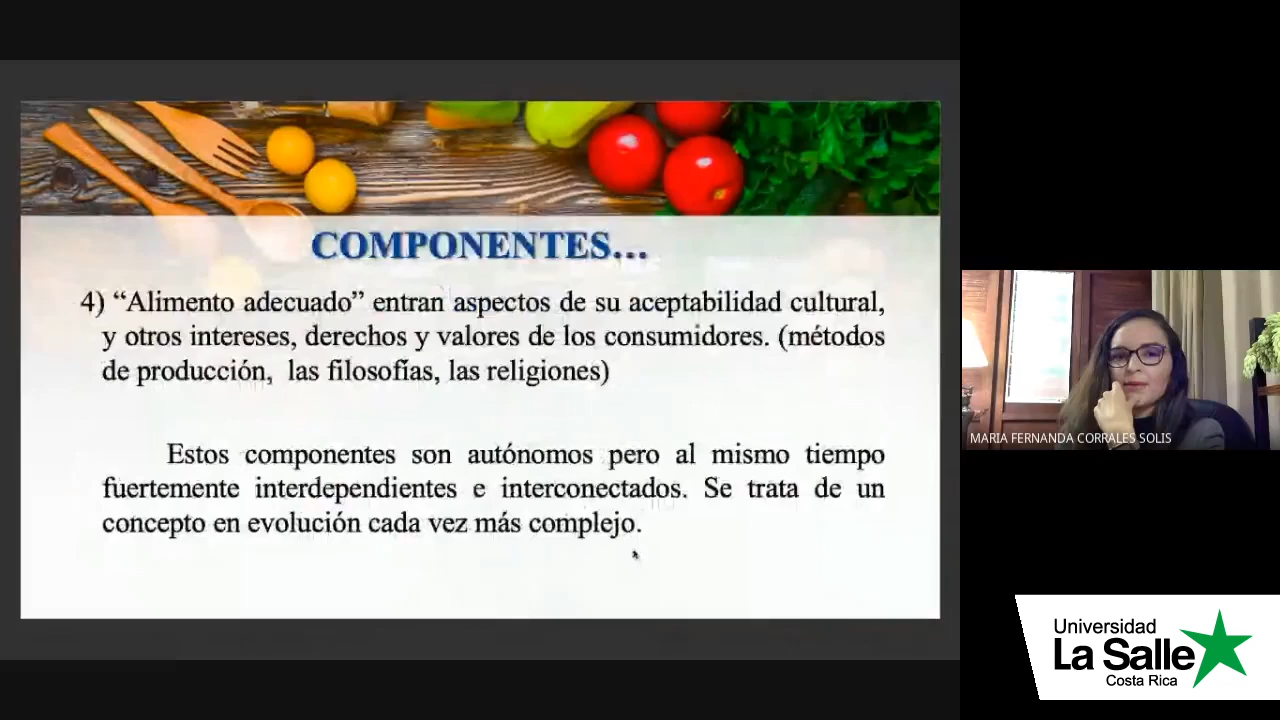 COMPONENTES...
4) “Alimento adecuado” entran aspectos de su aceptabilidad cultural,
y otros intereses, derechos y valores de los consumidores. (métodos
de producción, las filosofías, las religiones)
Estos componentes son autónomos pero al mismo tiempo
fuertemente interdependientes e interconectados. Se trata de un
concepto en evolución cada vez más complejo.
MARIA FERNANDA CORRALES SOLIS
Universidad
La Salle
Costa Rica